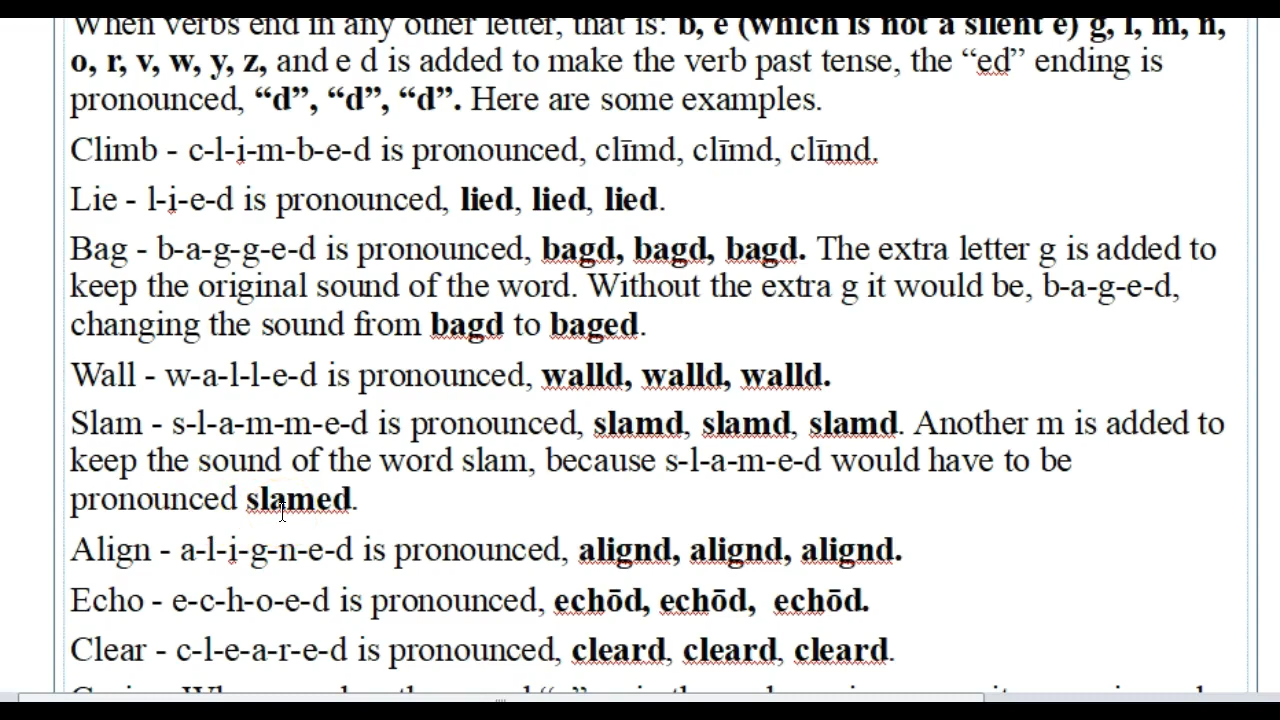 When verbs end in any other letter, that is: b, e (which is not a silent e) g, l, m, n,
o, r, v, w, y, z, and e d is added to make the verb past tense, the “ed” ending is
pronounced, “d”, “d”, “d”. Here are some examples.
Climb - c-l-i-m-b-e-d is pronounced, clīmd, clīmd, clīmd.
Lie - l-i-e-d is pronounced, lied, lied, lied.
Bag - b-a-g-g-e-d is pronounced, bagd, bagd, bagd. The extra letter g is added to
keep the original sound of the word. Without the extra g it would be, b-a-g-e-d,
changing the sound from bagd to baged.
Wall - w-a-l-l-e-d is pronounced, walld, walld, walld.
Slam - s-l-a-m-m-e-d is pronounced, slamd, slamd, slamd. Another m is added to
keep the sound of the word slam, because s-l-a-m-e-d would have to be
pronounced slamed.
Align - a-l-i-g-n-e-d is pronounced, alignd, alignd, alignd.
Echo - e-c-h-o-e-d is pronounced, echōd, echōd, echōd.
Clear - c-l-e-a-r-e-d is pronounced, cleard, cleard, cleard.